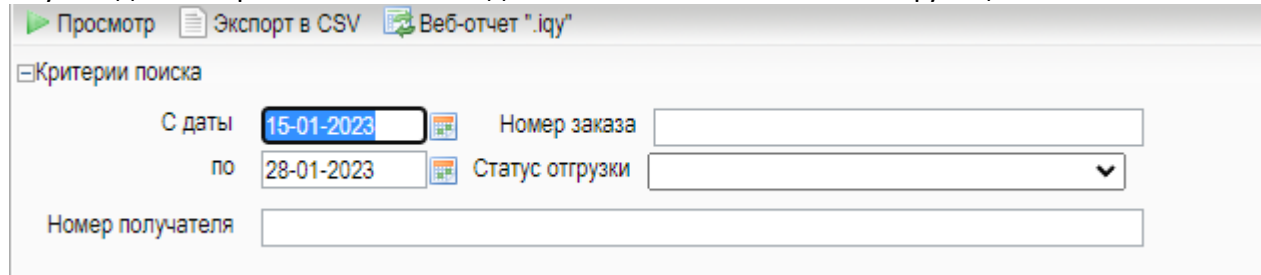 Просмотр Экспорт в CSV Веб-отчет ".iqy"
Критерии поиска
С даты 15-01-2023 Номер заказа
по 28-01-2023 Статус отгрузки
Номер получателя